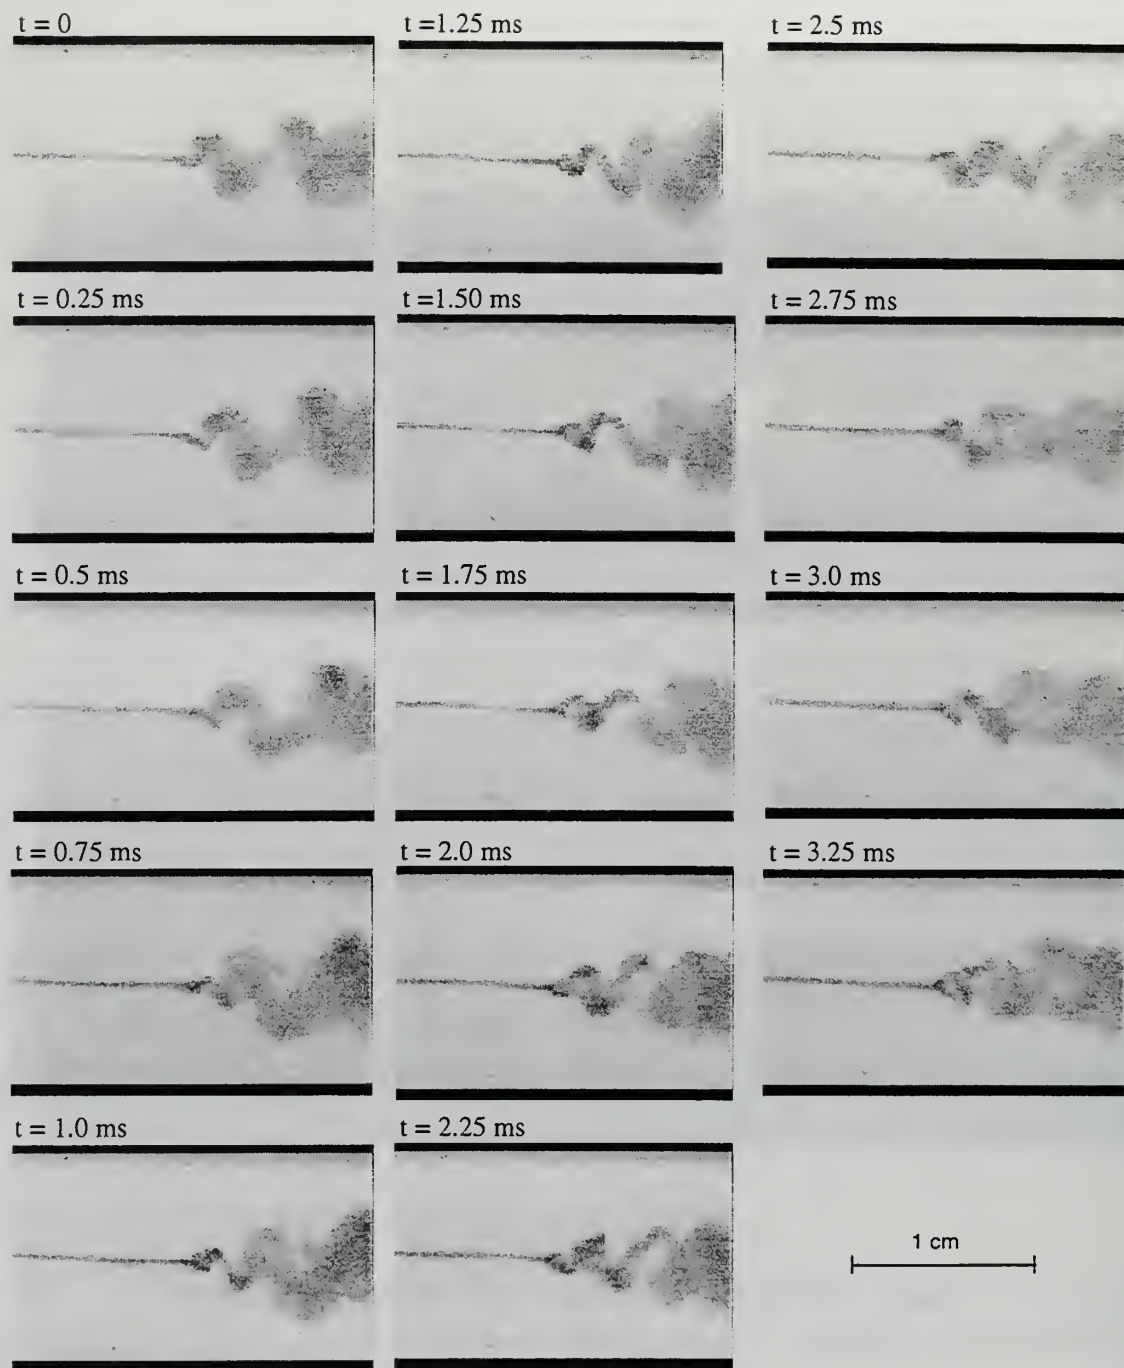 t = 0
t = 0.25 ms
t = 0.5 ms
t = 0.75 ms
t = 1.0 ms
t =1.25 ms
t =1.50 ms
t = 1.75 ms
t = 2.0 ms
t = 2.25 ms
t = 2.5 ms
t = 2.75 ms
t = 3.0 ms
t = 3.25 ms
1 cm